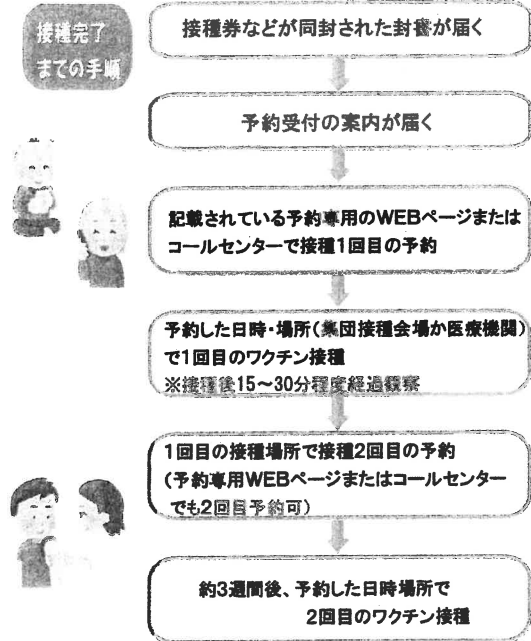 接種完了
までの手順
接種券などが同封された封書が届く
予約受付の案内が届く
記載されている予約専用のWEBページまたは
コールセンターで接種1回目の予約
予約した日時・場所(集団接種会場か医療機関)
で1回目のワクチン接種
※接種後15～30分程度経過観察
1回目の接種場所で接種2回目の予約
(予約専用WEBページまたはコールセンター
でも2回目予約可)
約3週間後、予約した日時場所で
2回目のワクチン接種